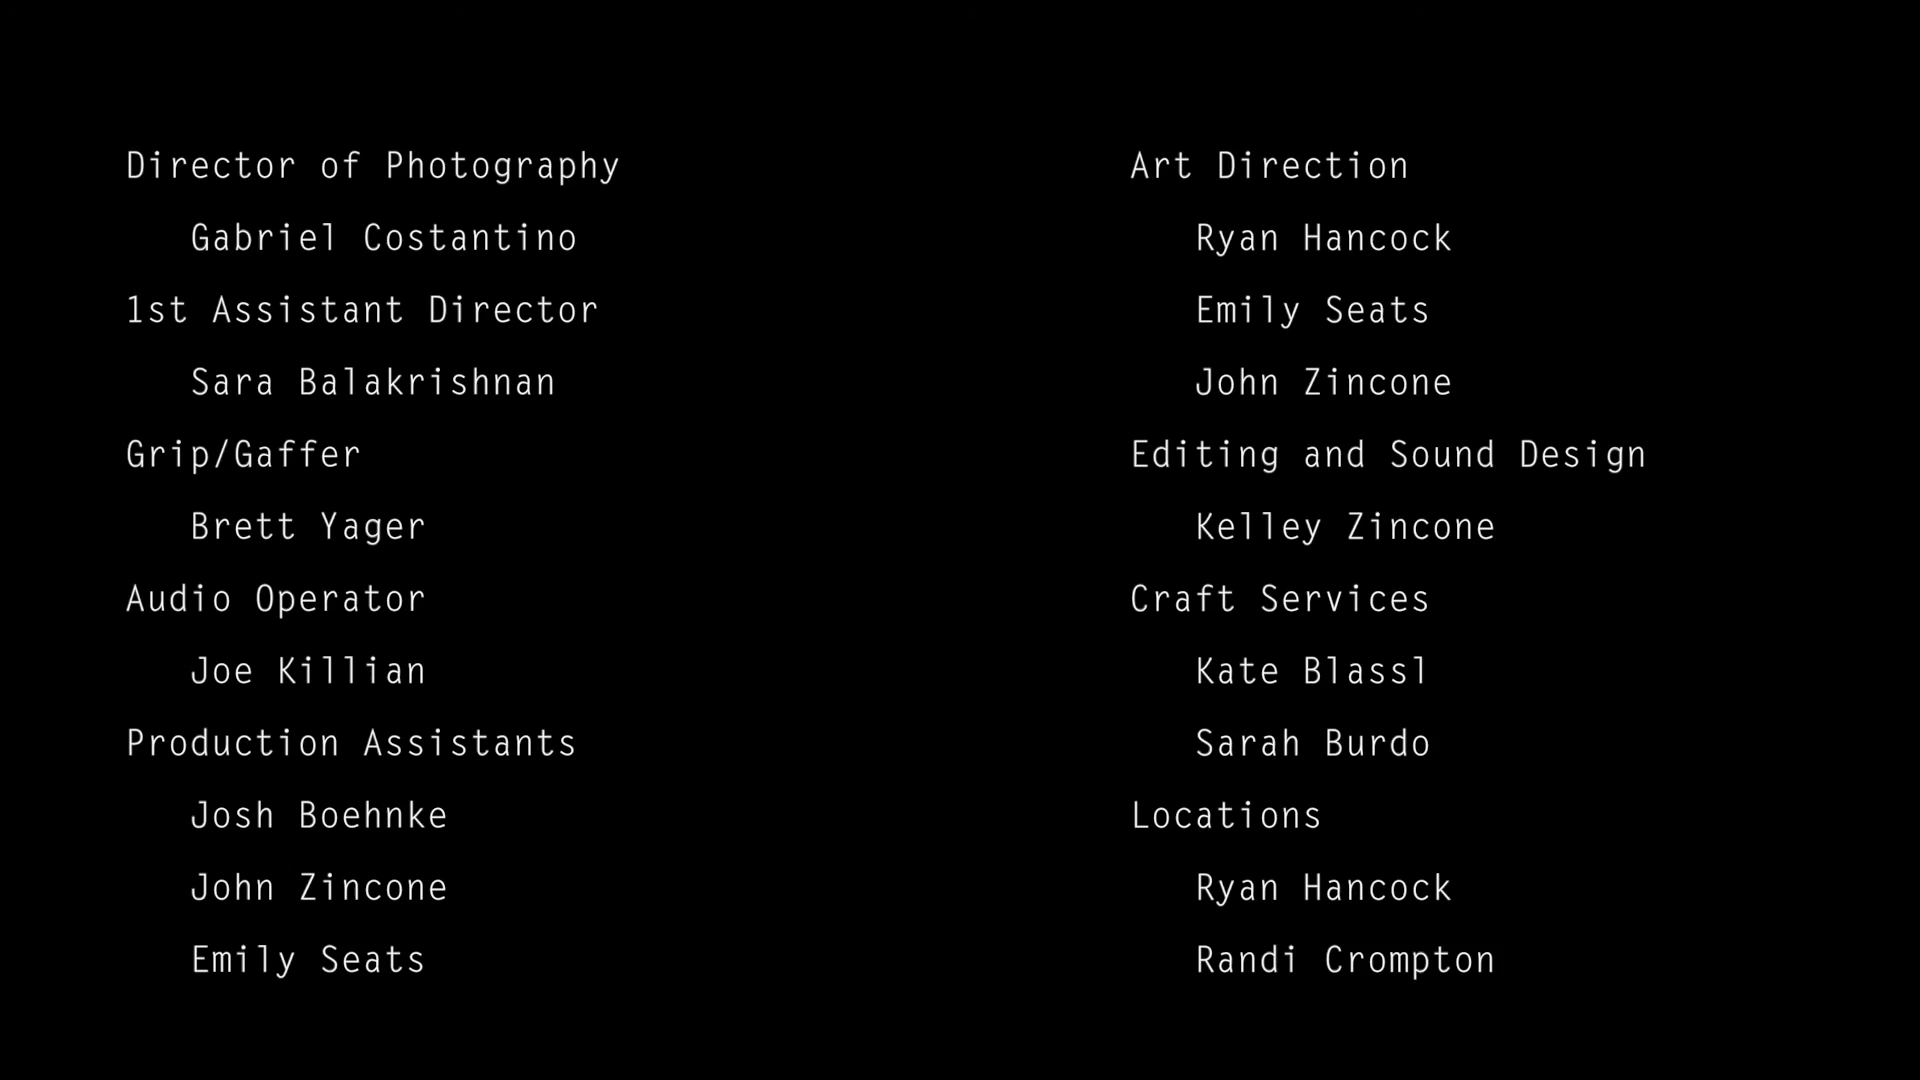 Director of Photography
Gabriel Costantino
1st Assistant Director
Sara Balakrishnan
Grip/Gaffer
Brett Yager
Audio Operator
Joe Killian
Production Assistants
Josh Boehnke
John Zincone
Emily Seats
Art Direction
Ryan Hancock
Emily Seats
John Zincone
Editing and Sound Design
Kelley Zincone
Craft Services
Kate Blassl
Sarah Burdo
Locations
Ryan Hancock
Randi Crompton